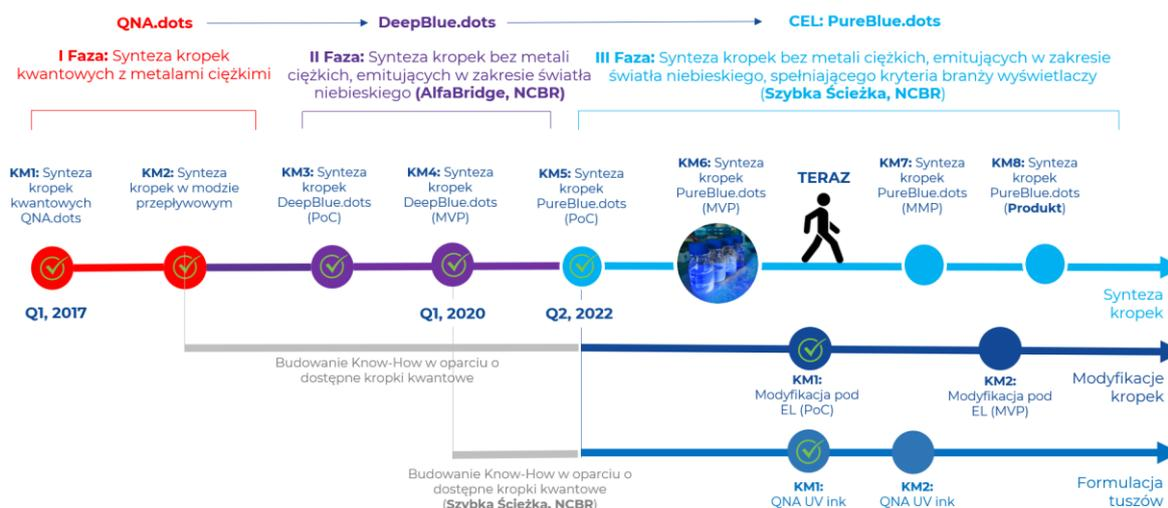 QNA.dots
DeepBlue.dots
CEL: PureBlue.dots
I Faza: Synteza kropek
kwantowych z metalami ciężkimi
II Faza: Synteza kropek bez metali
ciężkich, emitujących w zakresie światła
niebieskiego (AlfaBridge, NCBR)
III Faza: Synteza kropek bez metali ciężkich, emitujących w zakresie
światła niebieskiego, spełniającego kryteria branży wyświetlaczy
(Szybka Ścieżka, NCBR)
KM1: Synteza
kropek
kwantowych
QNA.dots
KM2: Synteza
kropek w modzie
przepływowym
KM3: Synteza
kropek
DeepBlue.dots
(PoC)
KM4: Synteza
kropek
DeepBlue.dots
(MVP)
KM5: Synteza
kropek
PureBlue.dots
(PoC)
KM6: Synteza
kropek
PureBlue.dots
(MVP)
TERAZ
KM7: Synteza
kropek
PureBlue.dots
(MMP)
KM8: Synteza
kropek
PureBlue.dots
(Produkt)
Q1, 2017
Q1, 2020
Q2, 2022
Synteza
kropek
Budowanie Know-How w oparciu o
dostępne kropki kwantowe
KM1:
Modyfikacja pod
EL (PoC)
KM2:
Modyfikacja pod
EL (MVP)
Modyfikacje
kropek
Budowanie Know-How w oparciu o
dostępne kropki kwantowe
(Szybka Ścieżka, NCBR)
KM1:
QNA UV ink
KM2:
QNA UV ink
Formulacja
tuszów